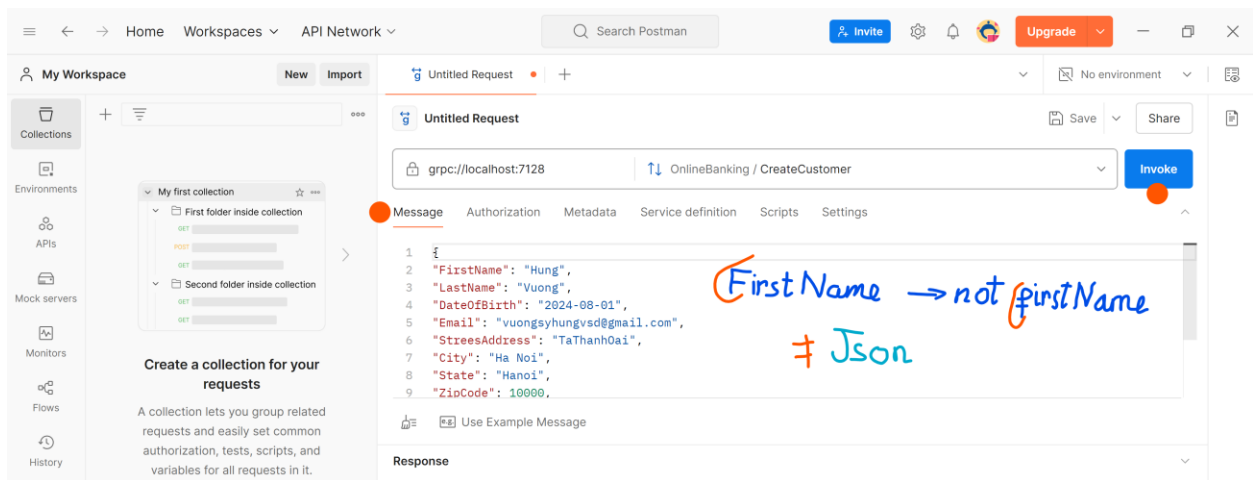 Home Workspaces API Network Search Postman Invite Upgrade
My Workspace New Import Untitled Request No environment
Collections
Environments
APIs
Mock servers
Monitors
Flows
History
My first collection
First folder inside collection
GET
POST
GET
Second folder inside collection
GET
GET
Create a collection for your
requests
A collection lets you group related
requests and easily set common
authorization, tests, scripts, and
variables for all requests in it.
Untitled Request Save Share
grpc://localhost:7128 OnlineBanking / CreateCustomer Invoke
Message Authorization Metadata Service definition Scripts Settings
1 {
2 "FirstName": "Hung",
3 "LastName": "Vuong",
4 "DateOfBirth": "2024-08-01",
5 "Email": "vuongsyhungvsd@gmail.com",
6 "StreesAddress": "TaThanhOai",
7 "City": "Ha Noi",
8 "State": "Hanoi",
9 "ZipCode": 10000,
FirstName → not firstName
≠ Json
e.g. Use Example Message
Response